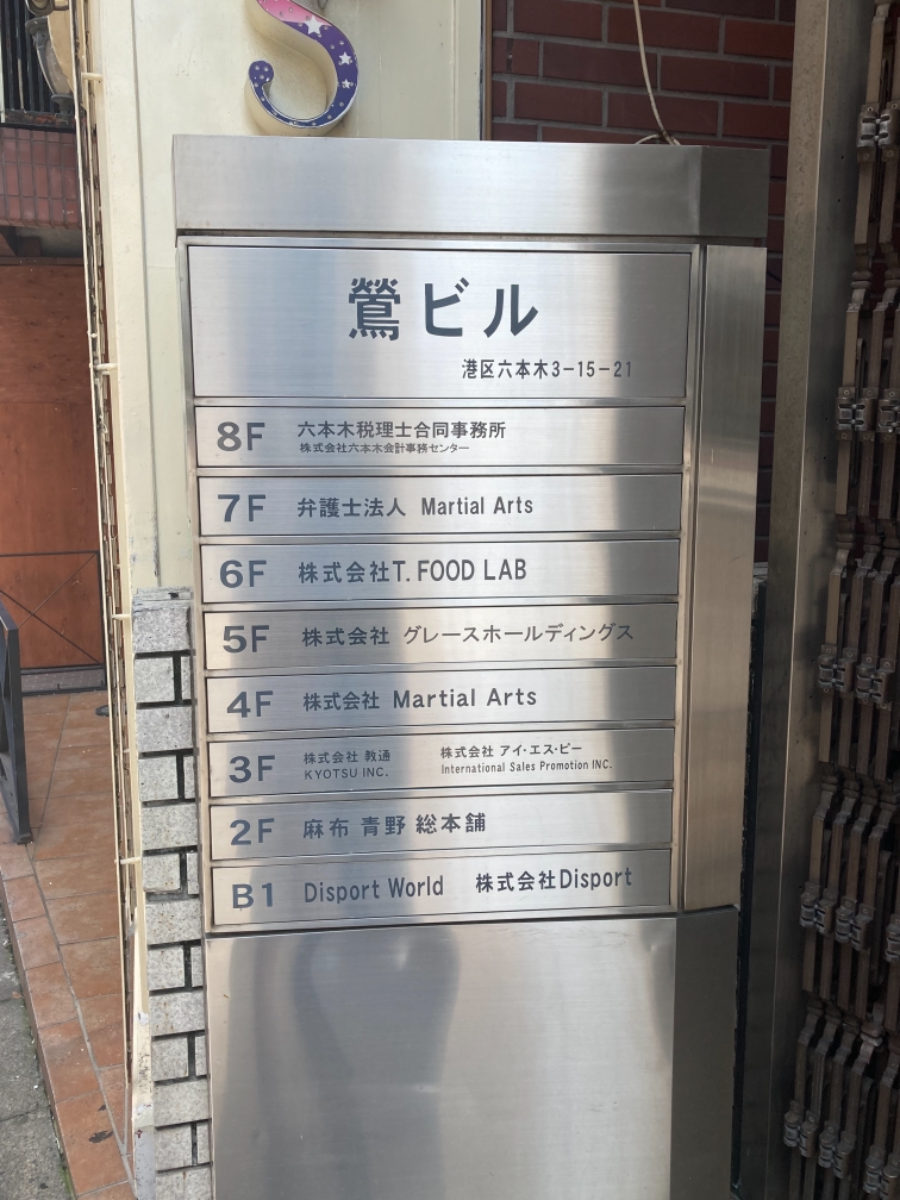 S
鶯ビル
港区六本木3-15-21
8F 六本木税理士合同事務所
株式会社六本木会計事務センター
7F 弁護士法人 Martial Arts
6F 株式会社T. FOOD LAB
5F 株式会社 グレースホールディングス
4F 株式会社 Martial Arts
3F 株式会社 教通 株式会社 アイ・エス・ピー
KYOTSU INC. International Sales Promotion INC.
2F 麻布 青野 総本舗
B1 Disport World 株式会社Disport